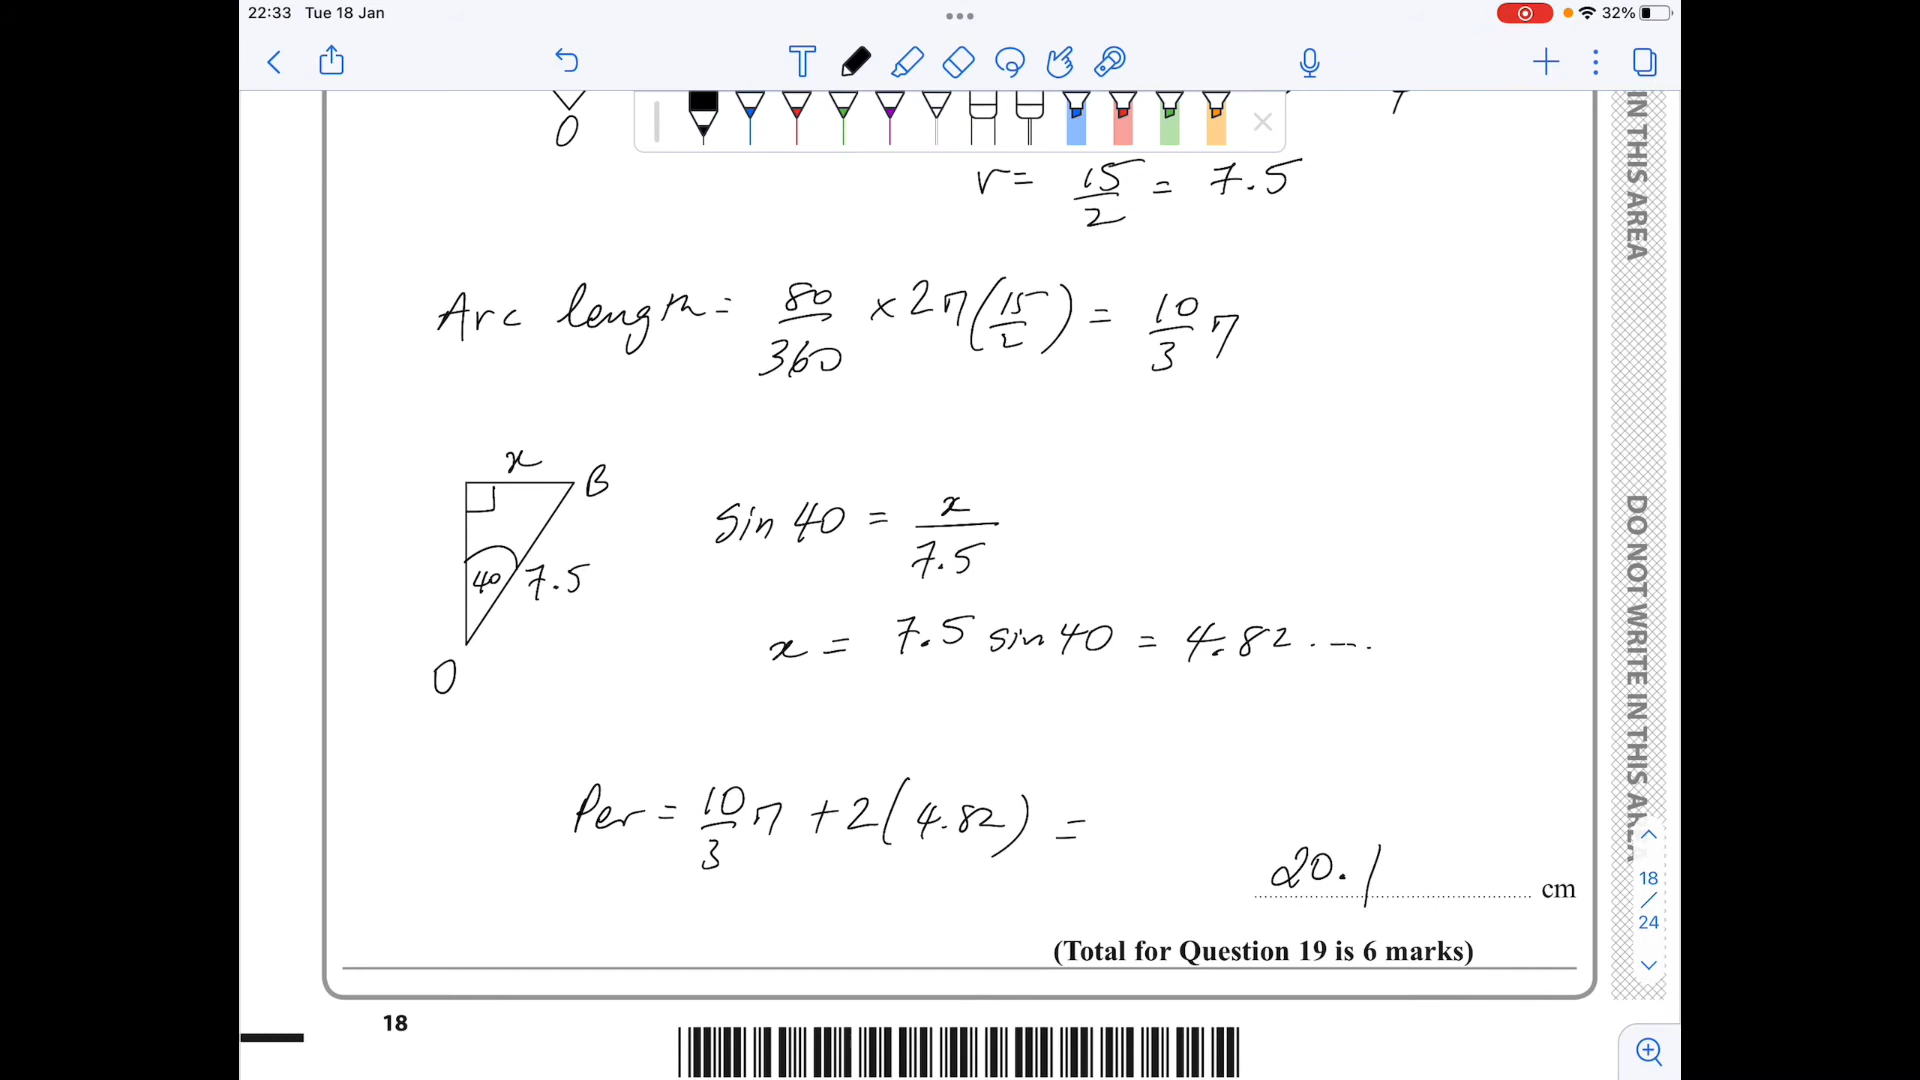 22:33 Tue 18 Jan
32%
O
r = 15/2 = 7.5
Arc length = 80/360 × 2π(15/2) = 10/3 π
x
B
40
7.5
O
sin 40 = x/7.5
x = 7.5 sin 40 = 4.82....
Per = 10/3 π + 2(4.82) =
20.1 cm
(Total for Question 19 is 6 marks)
18
IN THIS AREA
DO NOT WRITE IN THIS AREA
18
/
24